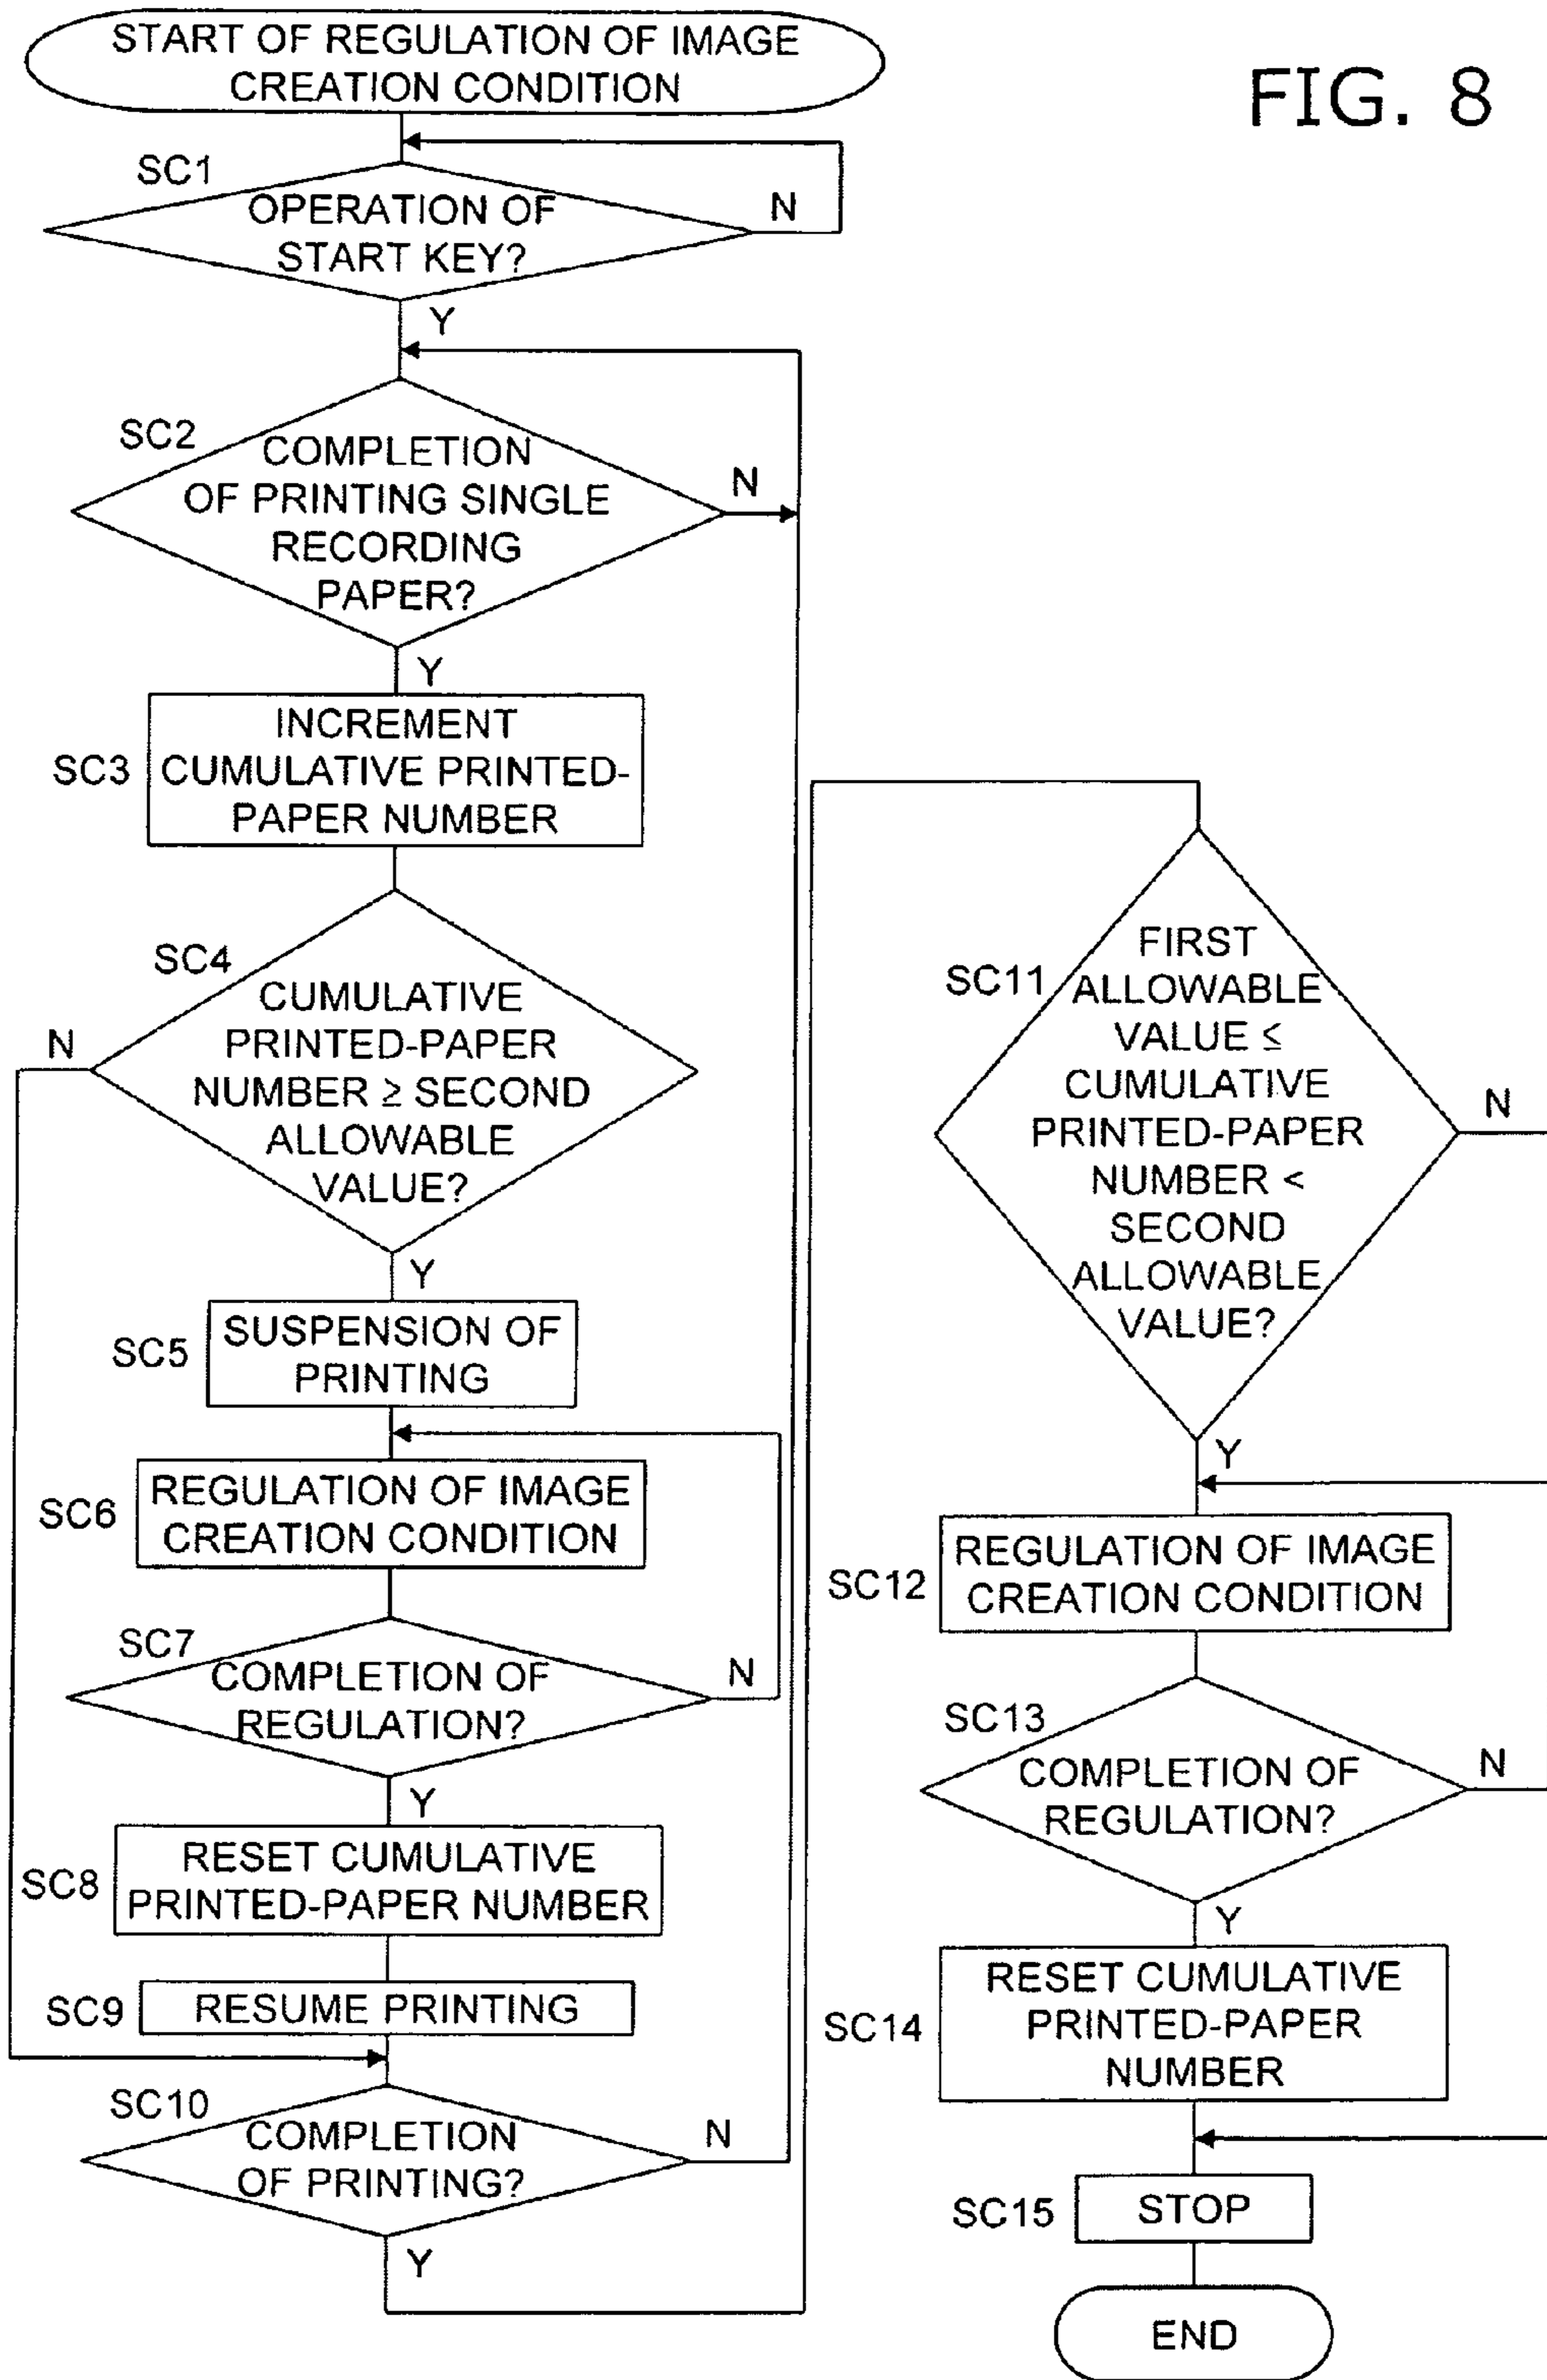 START OF REGULATION OF IMAGE
CREATION CONDITION
FIG. 8
SC1
OPERATION OF
START KEY?
N
Y
SC2
COMPLETION
OF PRINTING SINGLE
RECORDING
PAPER?
N
Y
SC3
INCREMENT
CUMULATIVE PRINTED-
PAPER NUMBER
SC4
CUMULATIVE
PRINTED-PAPER
NUMBER ≥ SECOND
ALLOWABLE
VALUE?
N
Y
SC5
SUSPENSION OF
PRINTING
SC6
REGULATION OF IMAGE
CREATION CONDITION
SC7
COMPLETION OF
REGULATION?
N
Y
SC8
RESET CUMULATIVE
PRINTED-PAPER NUMBER
SC9
RESUME PRINTING
SC10
COMPLETION
OF PRINTING?
N
Y
SC11
FIRST
ALLOWABLE
VALUE ≤
CUMULATIVE
PRINTED-PAPER
NUMBER <
SECOND
ALLOWABLE
VALUE?
N
Y
SC12
REGULATION OF IMAGE
CREATION CONDITION
SC13
COMPLETION OF
REGULATION?
N
Y
SC14
RESET CUMULATIVE
PRINTED-PAPER
NUMBER
SC15
STOP
END